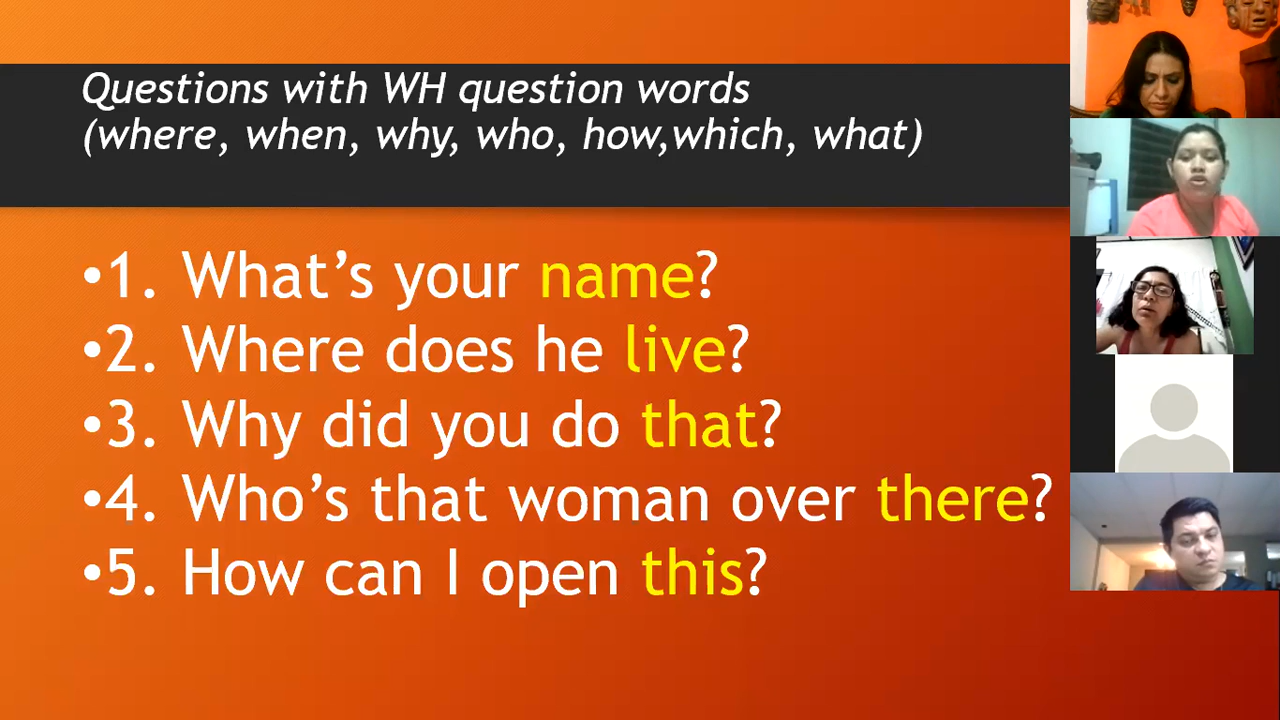 Questions with WH question words
(where, when, why, who, how,which, what)
•1. What’s your name?
•2. Where does he live?
•3. Why did you do that?
•4. Who’s that woman over there?
•5. How can I open this?